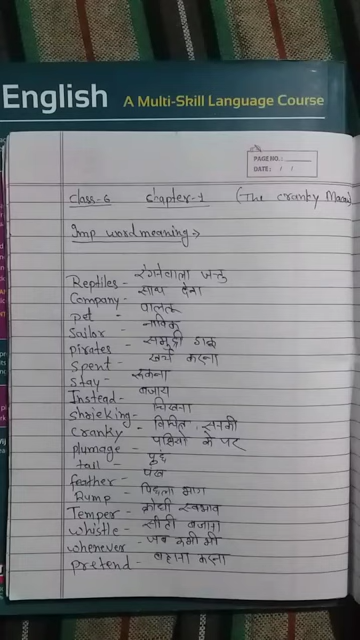 English A Multi-Skill Language Course
PAGE NO.:
DATE: / /
Class-6 Chapter-1 (The Cranky Macaw)
Imp word meaning :>
Reptiles - रेंगनेवाला जन्तु
Company - साथ देना
pet - पालतू
Sailor - नाविक
pirates - समुद्री डाकू
Spent - खर्च करना
Stay - रूकना
Instead - बजाय
Shrieking - चिखना
Cranky - विचित्र, सनकी
plumage - पक्षियों के पर
tail - पूछ
feather - पंख
Rump - पिछला भाग
Temper - क्रोधी स्वभाव
whistle - सीटी बजाना
whenever - जब कभी भी
pretend - बहाना करना